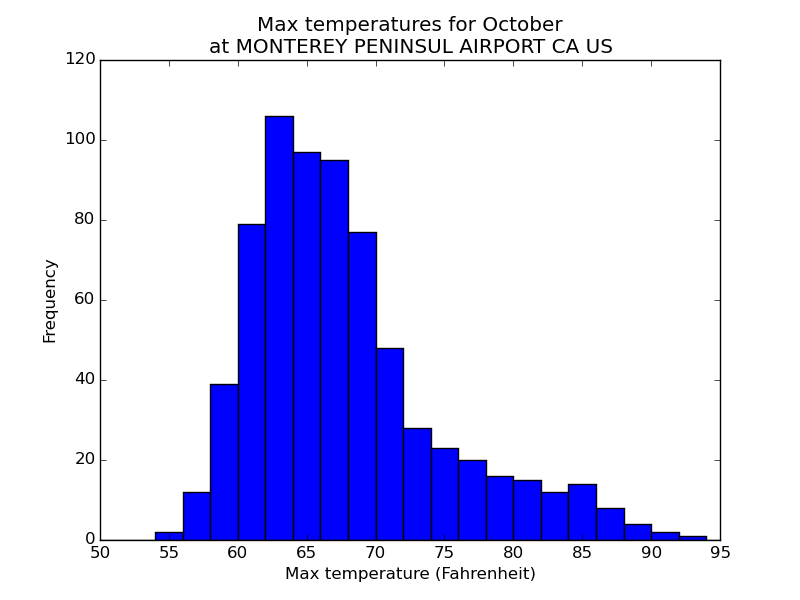 Max temperatures for October
at MONTEREY PENINSUL AIRPORT CA US
120
100
80
60
40
20
0
Frequency
50 55 60 65 70 75 80 85 90 95
Max temperature (Fahrenheit)